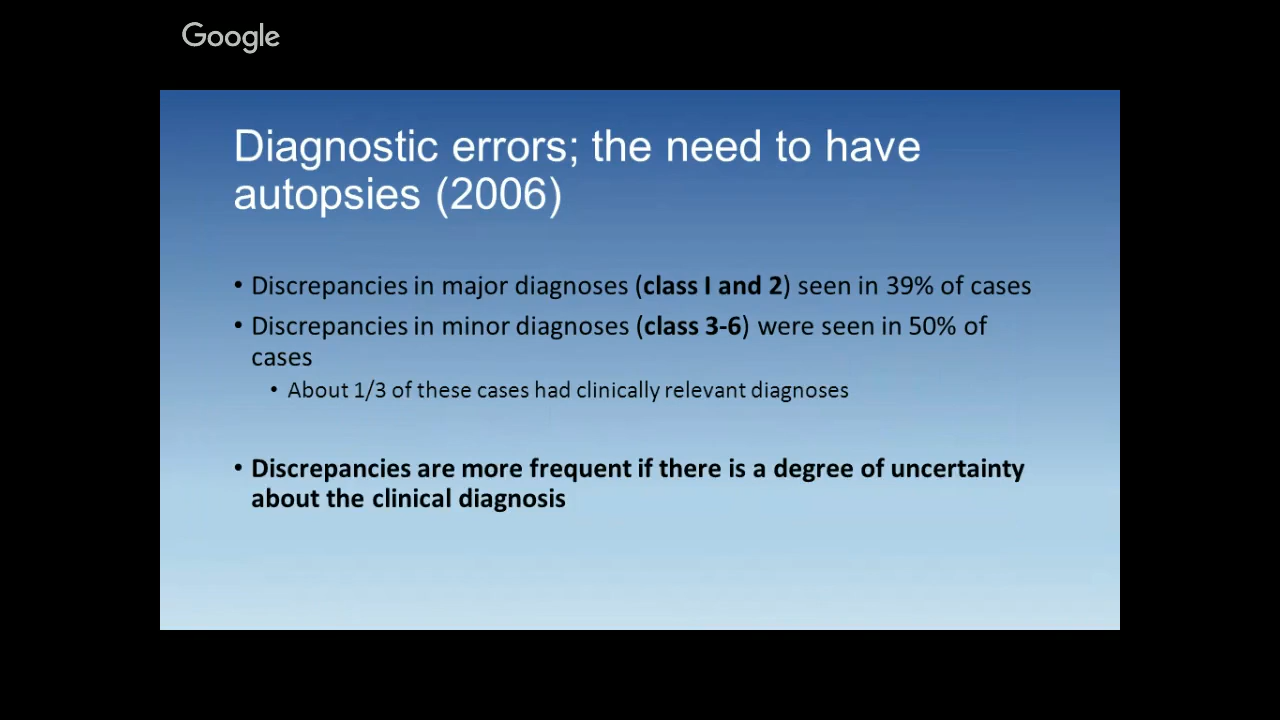 Google
Diagnostic errors; the need to have
autopsies (2006)
• Discrepancies in major diagnoses (class I and 2) seen in 39% of cases
• Discrepancies in minor diagnoses (class 3-6) were seen in 50% of
cases
• About 1/3 of these cases had clinically relevant diagnoses
• Discrepancies are more frequent if there is a degree of uncertainty
about the clinical diagnosis